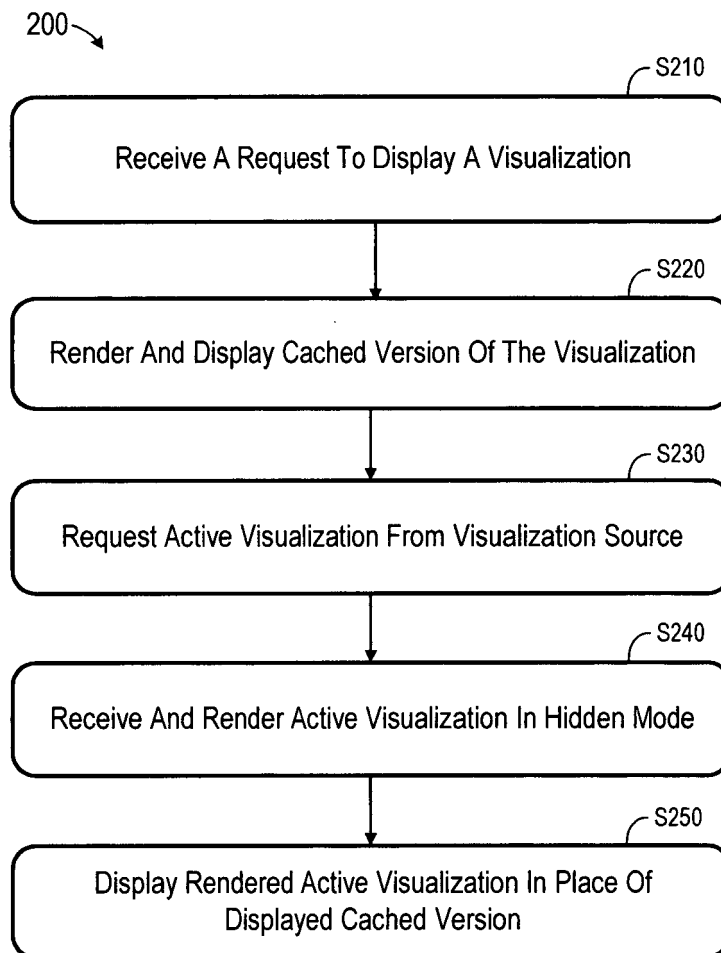 200
S210
Receive A Request To Display A Visualization
S220
Render And Display Cached Version Of The Visualization
S230
Request Active Visualization From Visualization Source
S240
Receive And Render Active Visualization In Hidden Mode
S250
Display Rendered Active Visualization In Place Of
Displayed Cached Version